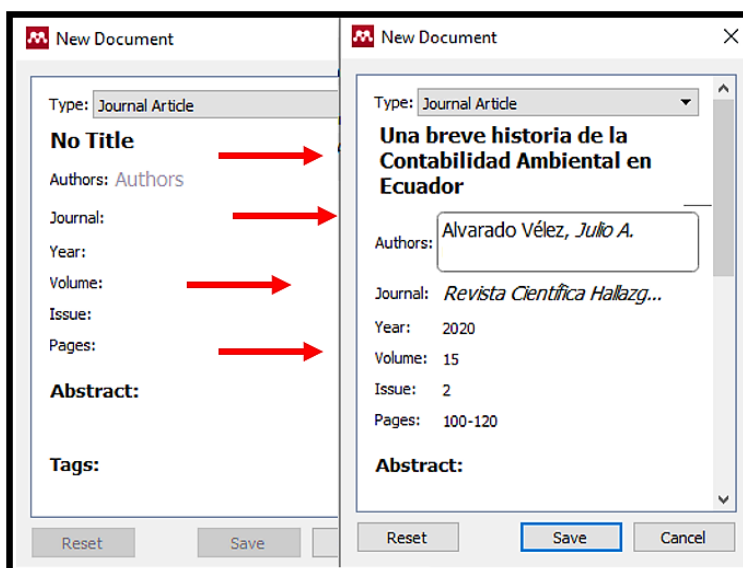 New Document
Type: Journal Article
No Title
Authors: Authors
Journal:
Year:
Volume:
Issue:
Pages:
Abstract:
Tags:
Reset Save
New Document
Type: Journal Article
Una breve historia de la
Contabilidad Ambiental en
Ecuador
Authors: Alvarado Vélez, Julio A.
Journal: Revista Científica Hallazg...
Year: 2020
Volume: 15
Issue: 2
Pages: 100-120
Abstract:
Reset Save Cancel